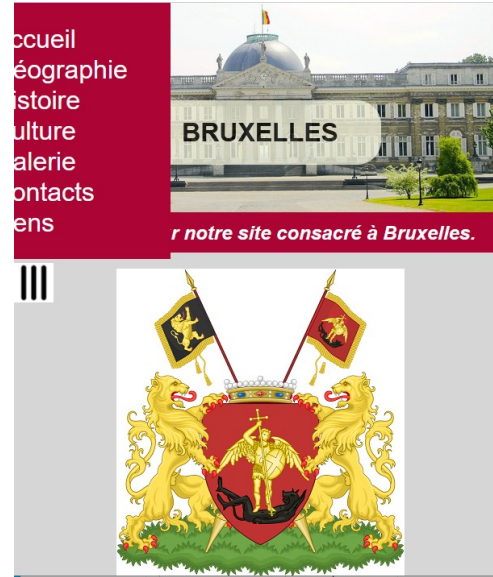 ccueil
éographie
istoire
ulture
alerie
ontacts
ens
BRUXELLES
r notre site consacré à Bruxelles.